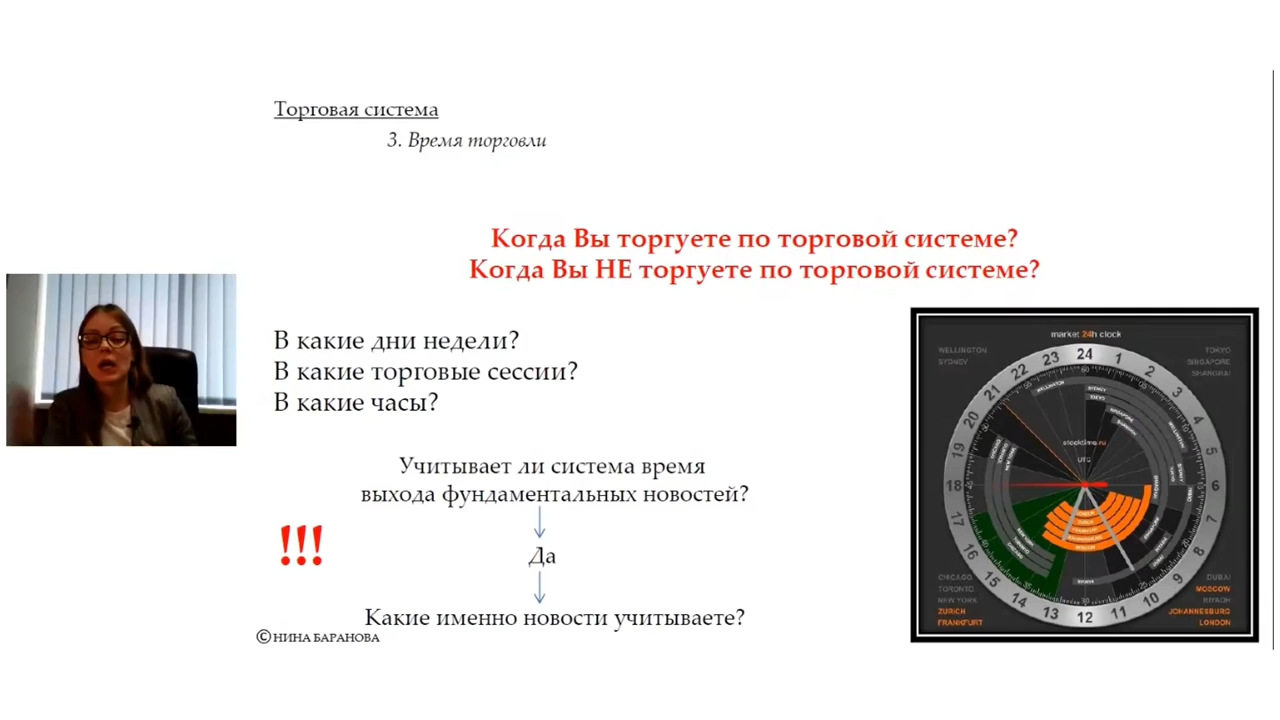 Торговая система
3. Время торговли
Когда Вы торгуете по торговой системе?
Когда Вы НЕ торгуете по торговой системе?
В какие дни недели?
В какие торговые сессии?
В какие часы?
Учитывает ли система время
выхода фундаментальных новостей?
!!!
Да
Какие именно новости учитываете?
© НИНА БАРАНОВА
market 24h clock
WELLINGTON
SYDNEY
TOKYO
SINGAPORE
SHANGHAI
24
1
2
3
4
5
6
7
8
9
10
11
12
13
14
15
16
17
18
19
20
21
22
23
stocktime.ru
UTC
CHICAGO
TORONTO
NEW YORK
ZURICH
FRANKFURT
DUBAI
MOSCOW
RIYADH
JOHANNESBURG
LONDON